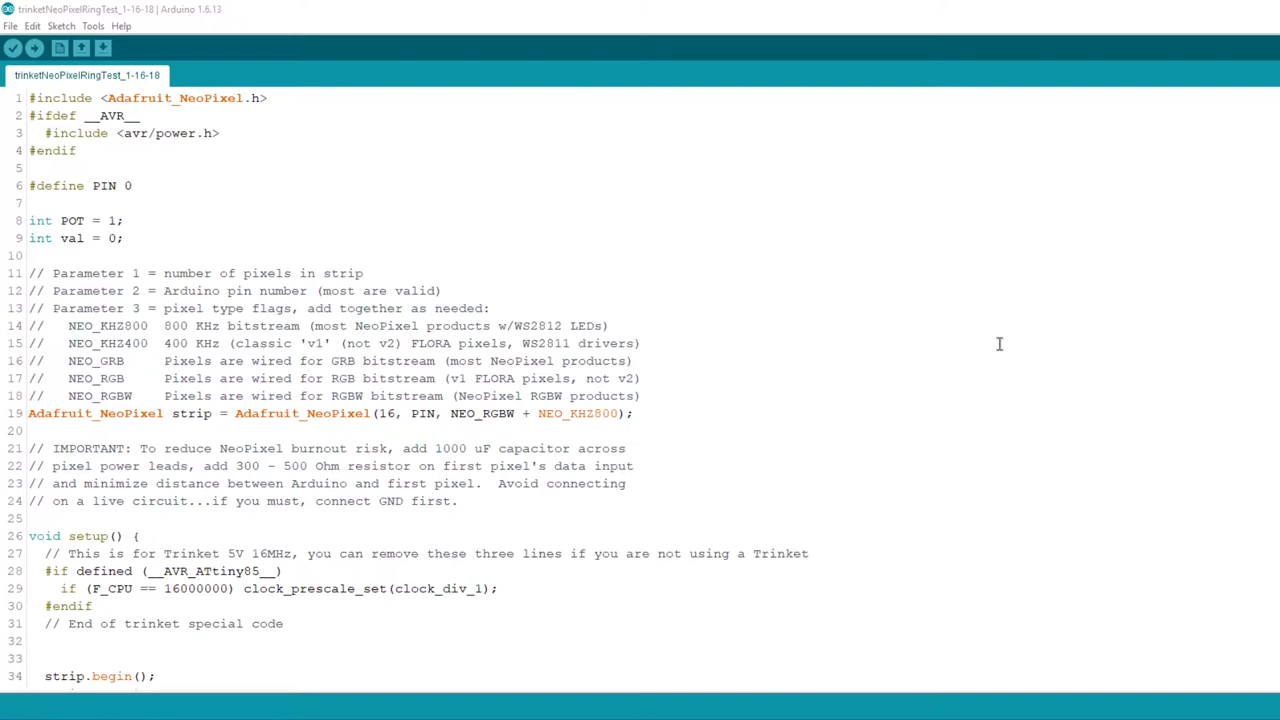 trinketNeoPixelRingTest_1-16-18 | Arduino 1.6.13
File Edit Sketch Tools Help
trinketNeoPixelRingTest_1-16-18
1 #include <Adafruit_NeoPixel.h>
2 #ifdef __AVR__
3 #include <avr/power.h>
4 #endif
5
6 #define PIN 0
7
8 int POT = 1;
9 int val = 0;
10
11 // Parameter 1 = number of pixels in strip
12 // Parameter 2 = Arduino pin number (most are valid)
13 // Parameter 3 = pixel type flags, add together as needed:
14 // NEO_KHZ800 800 KHz bitstream (most NeoPixel products w/WS2812 LEDs)
15 // NEO_KHZ400 400 KHz (classic 'v1' (not v2) FLORA pixels, WS2811 drivers)
16 // NEO_GRB Pixels are wired for GRB bitstream (most NeoPixel products)
17 // NEO_RGB Pixels are wired for RGB bitstream (v1 FLORA pixels, not v2)
18 // NEO_RGBW Pixels are wired for RGBW bitstream (NeoPixel RGBW products)
19 Adafruit_NeoPixel strip = Adafruit_NeoPixel(16, PIN, NEO_RGBW + NEO_KHZ800);
20
21 // IMPORTANT: To reduce NeoPixel burnout risk, add 1000 uF capacitor across
22 // pixel power leads, add 300 - 500 Ohm resistor on first pixel's data input
23 // and minimize distance between Arduino and first pixel. Avoid connecting
24 // on a live circuit...if you must, connect GND first.
25
26 void setup() {
27 // This is for Trinket 5V 16MHz, you can remove these three lines if you are not using a Trinket
28 #if defined (__AVR_ATtiny85__)
29 if (F_CPU == 16000000) clock_prescale_set(clock_div_1);
30 #endif
31 // End of trinket special code
32
33
34 strip.begin();